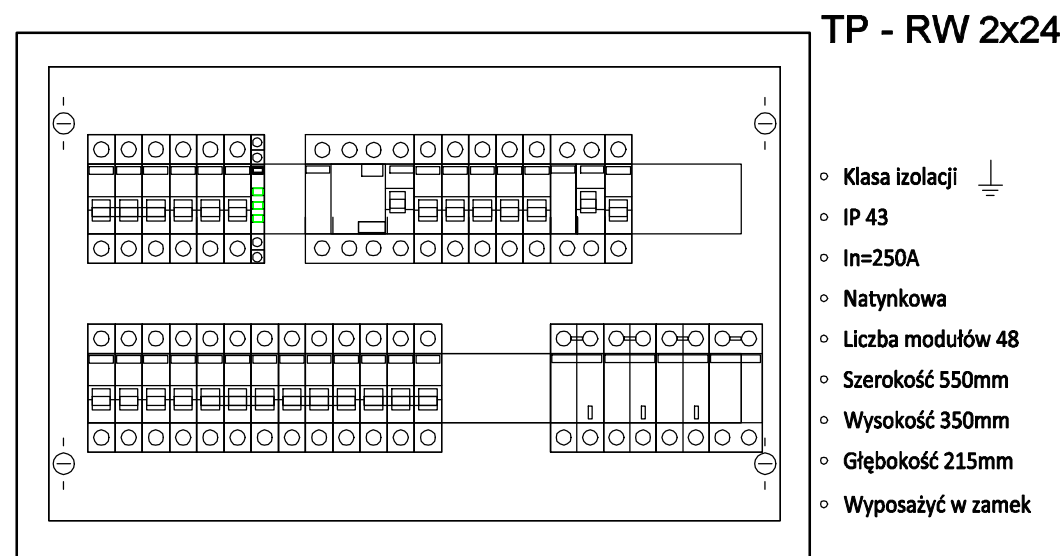 TP - RW 2x24
Klasa izolacji
IP 43
In=250A
Natynkowa
Liczba modułów 48
Szerokość 550mm
Wysokość 350mm
Głębokość 215mm
Wyposażyć w zamek